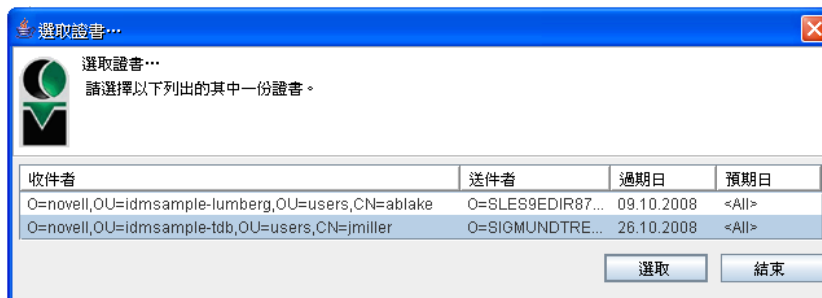 選取證書…
選取證書…
請選擇以下列出的其中一份證書。
收件者 送件者 過期日 預期日
O=novell,OU=idmsample-lumberg,OU=users,CN=ablake O=SLES9EDIR87... 09.10.2008 <All>
O=novell,OU=idmsample-tdb,OU=users,CN=jmiller O=SIGMUNDTRE... 26.10.2008 <All>
選取 結束